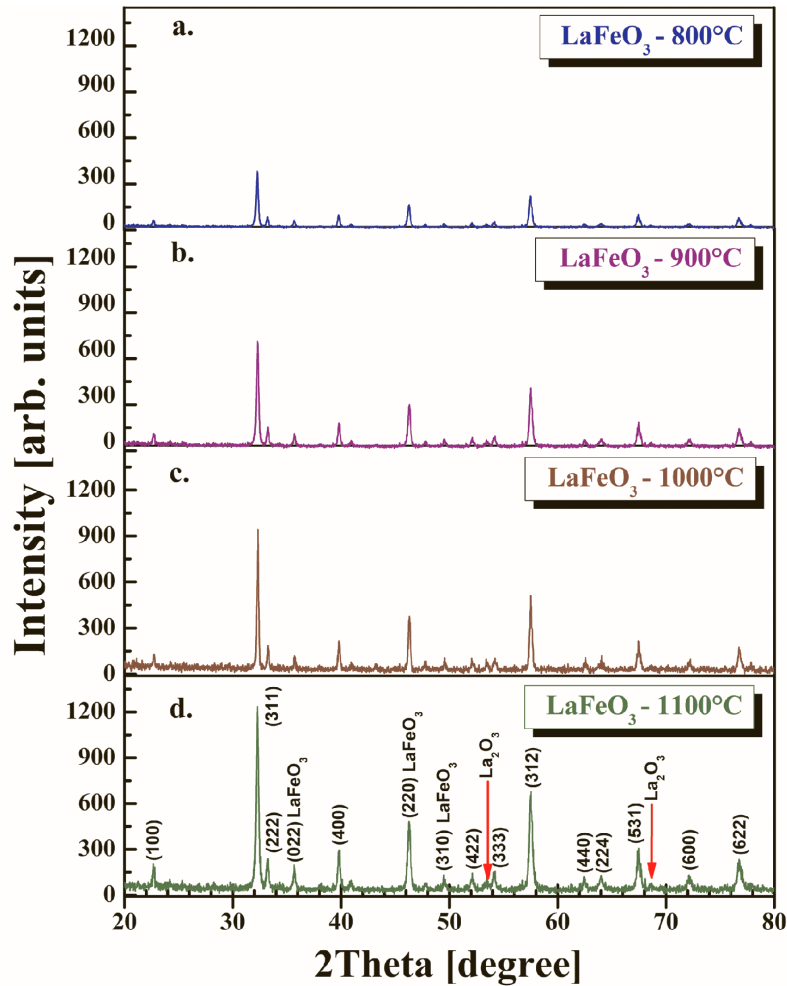 Intensity [arb. units]
a.
LaFeO₃ - 800°C
1200
900
600
300
0
b.
LaFeO₃ - 900°C
1200
900
600
300
0
c.
LaFeO₃ - 1000°C
1200
900
600
300
0
d.
LaFeO₃ - 1100°C
1200
900
600
300
0
(100)
(311)
(222)
(022) LaFeO₃
(400)
(220) LaFeO₃
(310) LaFeO₃
(422)
La₂O₃
(333)
(312)
(440)
(224)
(531)
La₂O₃
(600)
(622)
20 30 40 50 60 70 80
2Theta [degree]